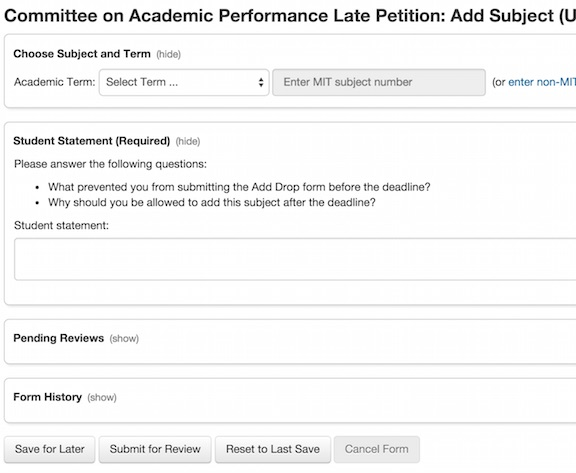 Committee on Academic Performance Late Petition: Add Subject (U
Choose Subject and Term (hide)
Academic Term: Select Term ... Enter MIT subject number (or enter non-MIT
Student Statement (Required) (hide)
Please answer the following questions:
• What prevented you from submitting the Add Drop form before the deadline?
• Why should you be allowed to add this subject after the deadline?
Student statement:
Pending Reviews (show)
Form History (show)
Save for Later Submit for Review Reset to Last Save Cancel Form